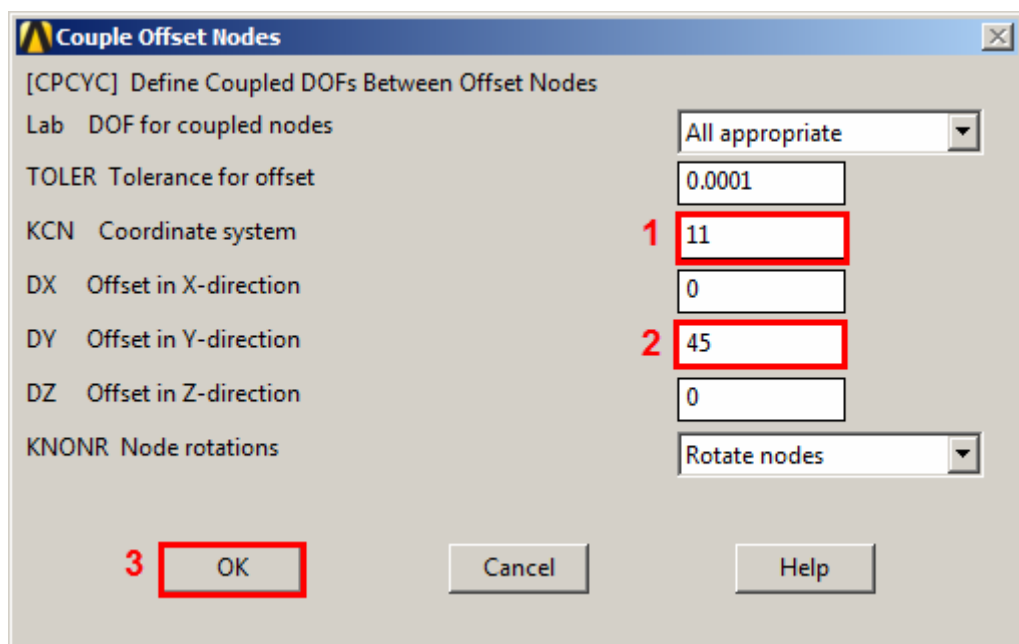 Couple Offset Nodes
[CPCYC] Define Coupled DOFs Between Offset Nodes
Lab DOF for coupled nodes All appropriate
TOLER Tolerance for offset 0.0001
KCN Coordinate system 1 11
DX Offset in X-direction 0
DY Offset in Y-direction 2 45
DZ Offset in Z-direction 0
KNONR Node rotations Rotate nodes
3 OK Cancel Help